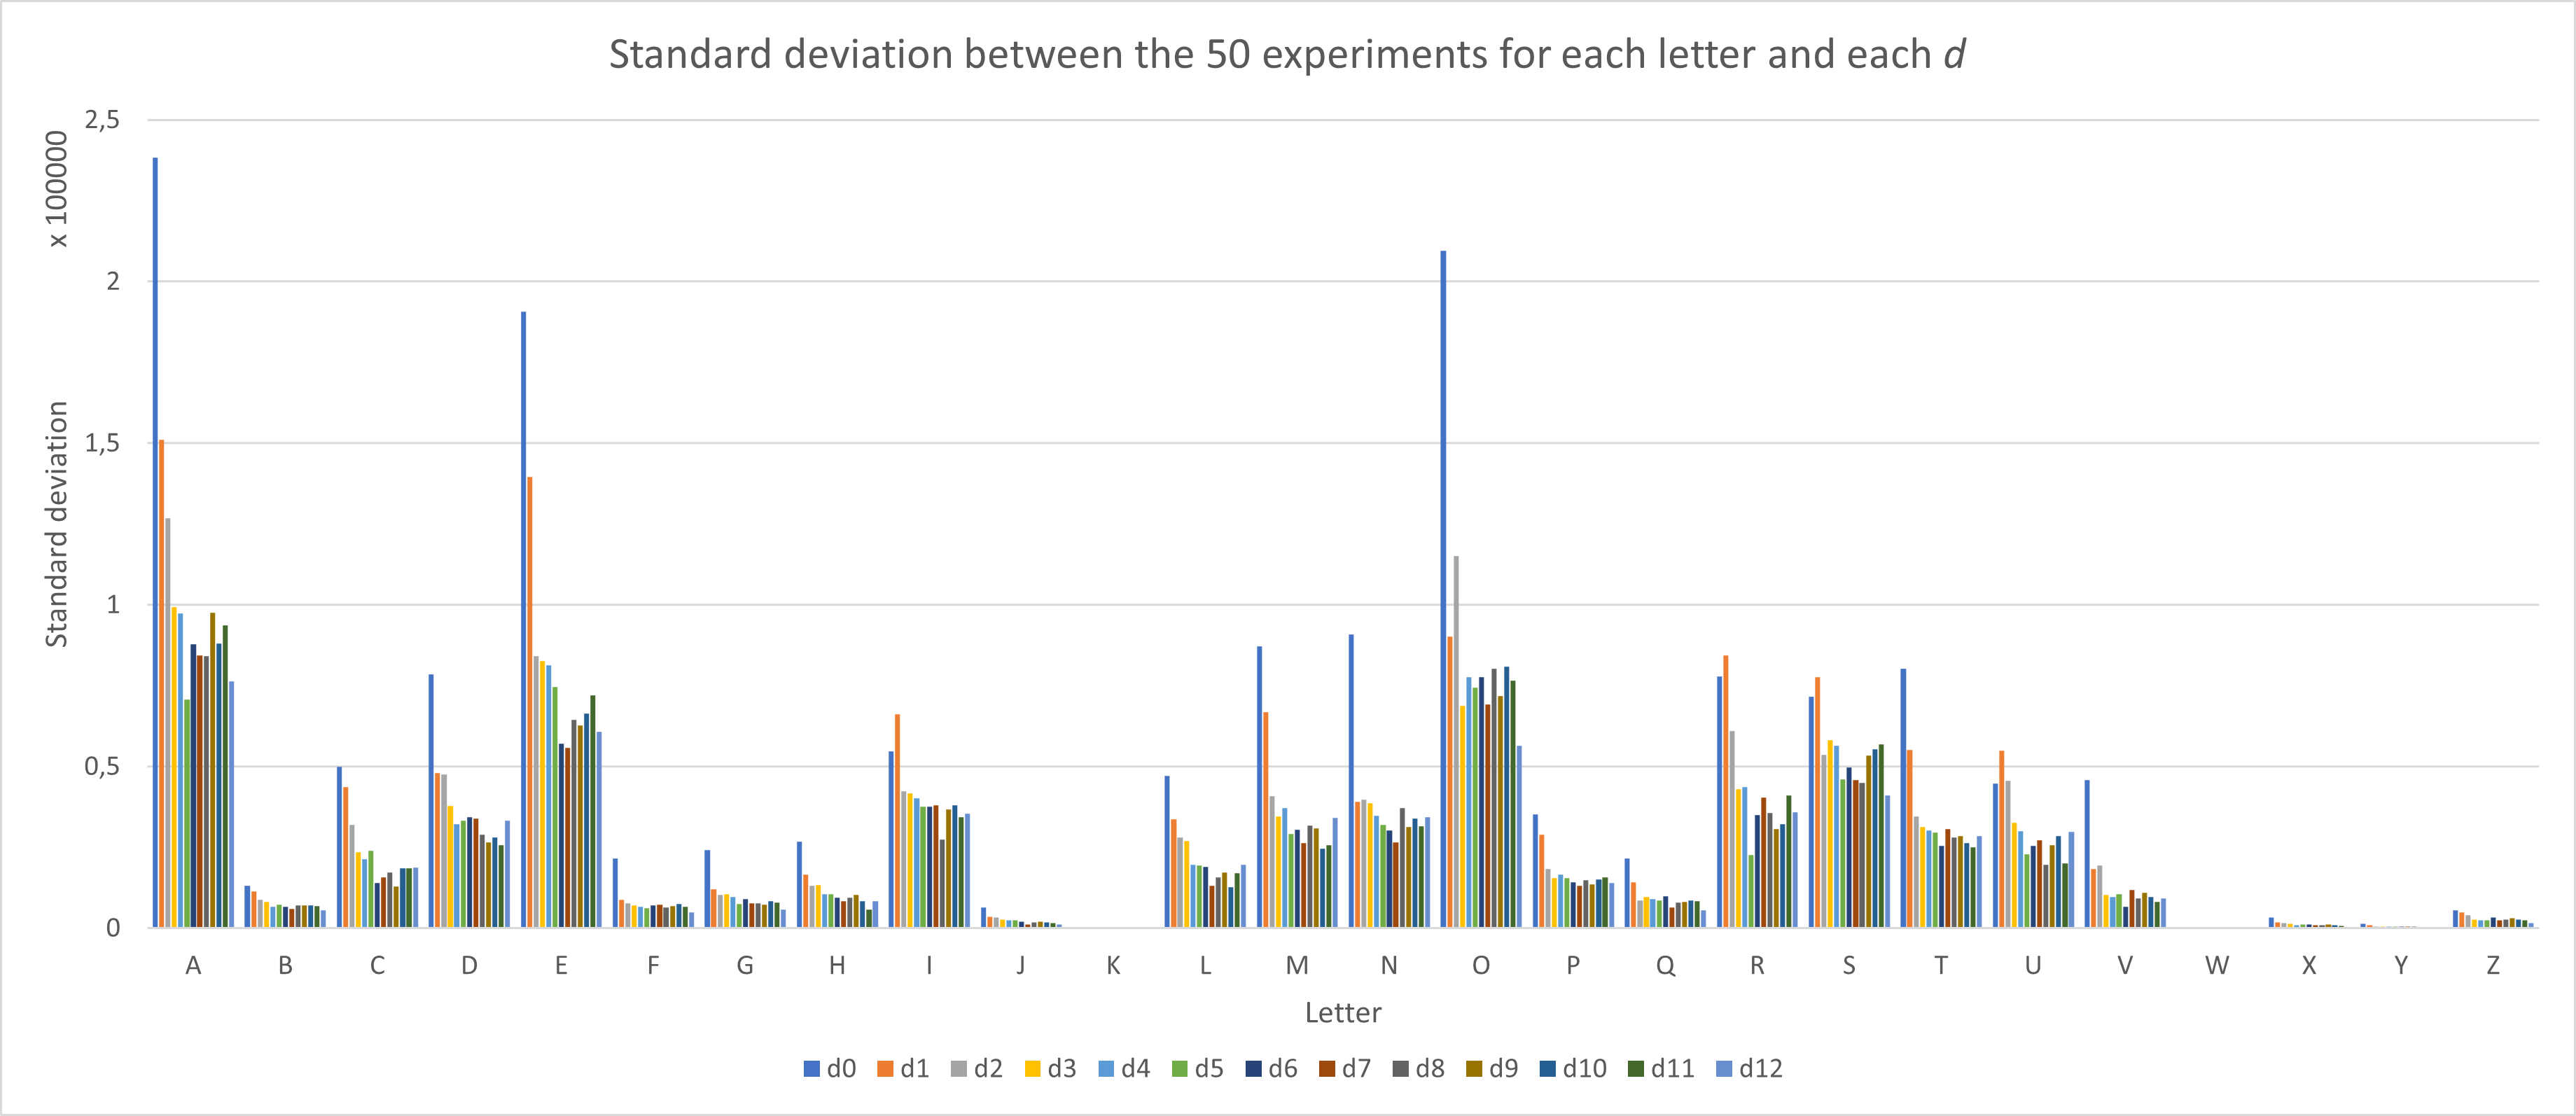 Standard deviation between the 50 experiments for each letter and each d
x 100000
Standard deviation
2,5
2
1,5
1
0,5
0
A B C D E F G H I J K L M N O P Q R S T U V W X Y Z
Letter
d0 d1 d2 d3 d4 d5 d6 d7 d8 d9 d10 d11 d12